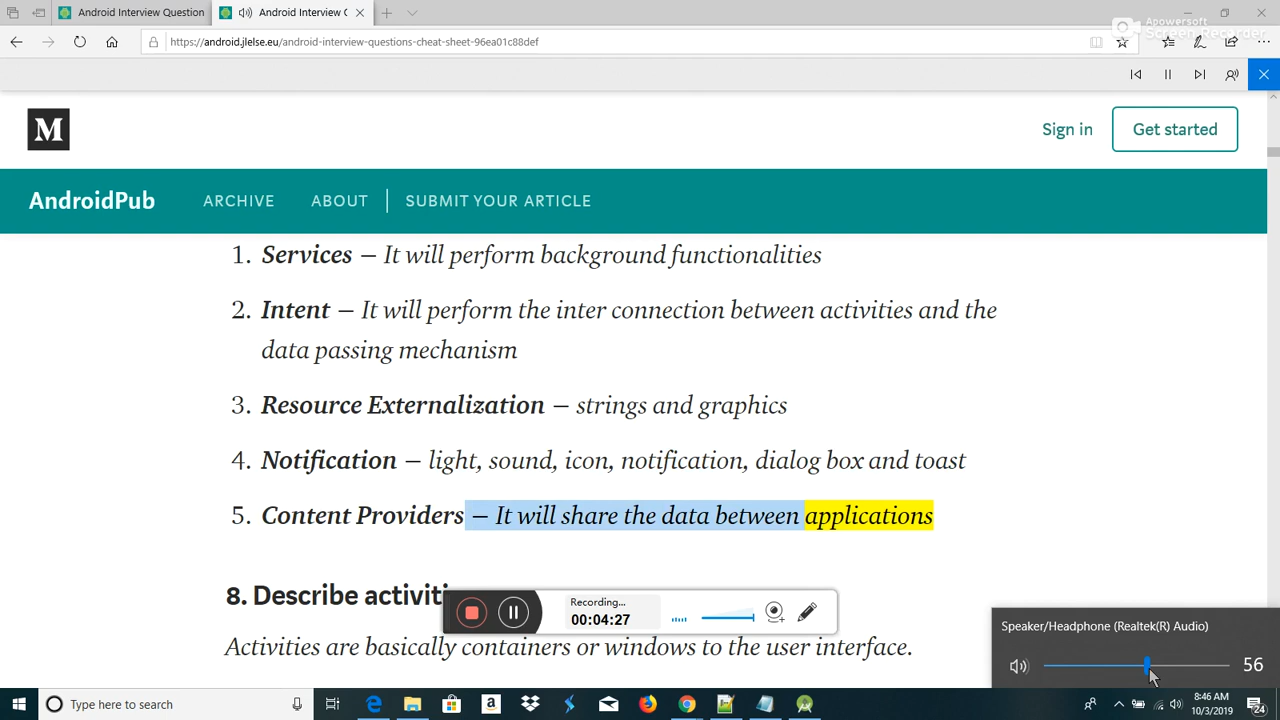 Android Interview Question
Android Interview C
https://android.jlelse.eu/android-interview-questions-cheat-sheet-96ea01c88def
Apowersoft
Screen Recorder
M
Sign in
Get started
AndroidPub
ARCHIVE
ABOUT
SUBMIT YOUR ARTICLE
1. Services – It will perform background functionalities
2. Intent – It will perform the inter connection between activities and the
data passing mechanism
3. Resource Externalization – strings and graphics
4. Notification – light, sound, icon, notification, dialog box and toast
5. Content Providers – It will share the data between applications
8. Describe activiti
Recording...
00:04:27
Activities are basically containers or windows to the user interface.
Speaker/Headphone (Realtek(R) Audio)
56
Type here to search
8:46 AM
10/3/2019
24